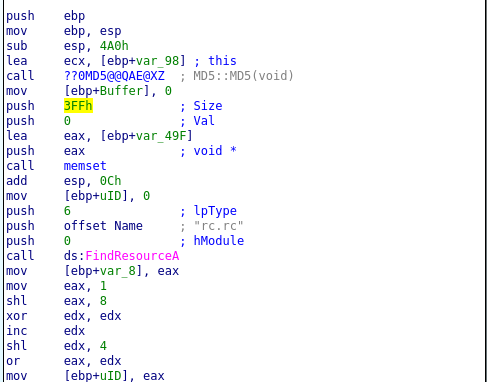 push ebp
mov ebp, esp
sub esp, 4A0h
lea ecx, [ebp+var_98] ; this
call ??0MD5@@QAE@XZ ; MD5::MD5(void)
mov [ebp+Buffer], 0
push 3FFh ; Size
push 0 ; Val
lea eax, [ebp+var_49F]
push eax ; void *
call memset
add esp, 0Ch
mov [ebp+uID], 0
push 6 ; lpType
push offset Name ; "rc.rc"
push 0 ; hModule
call ds:FindResourceA
mov [ebp+var_8], eax
mov eax, 1
shl eax, 8
xor edx, edx
inc edx
shl edx, 4
or eax, edx
mov [ebp+uID], eax